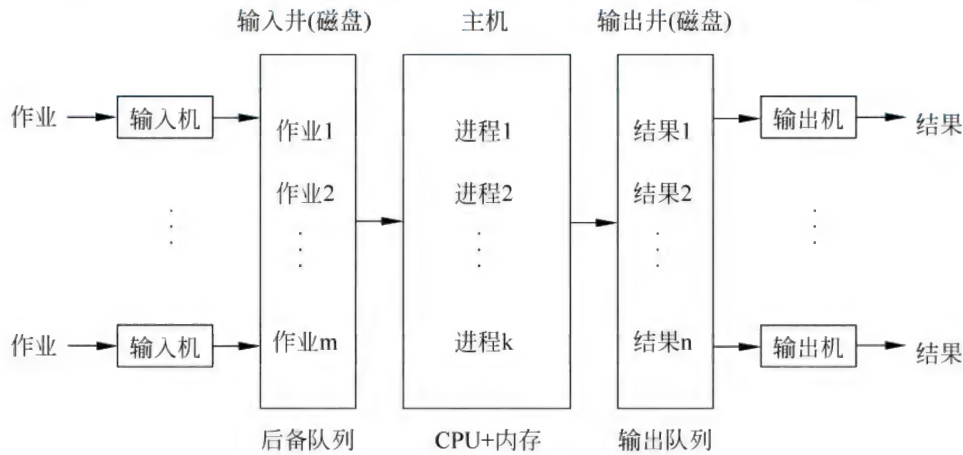 输入井(磁盘) 主机 输出井(磁盘)
作业 输入机 作业1 进程1 结果1 输出机 结果
作业2 进程2 结果2
作业 输入机 作业m 进程k 结果n 输出机 结果
后备队列 CPU+内存 输出队列